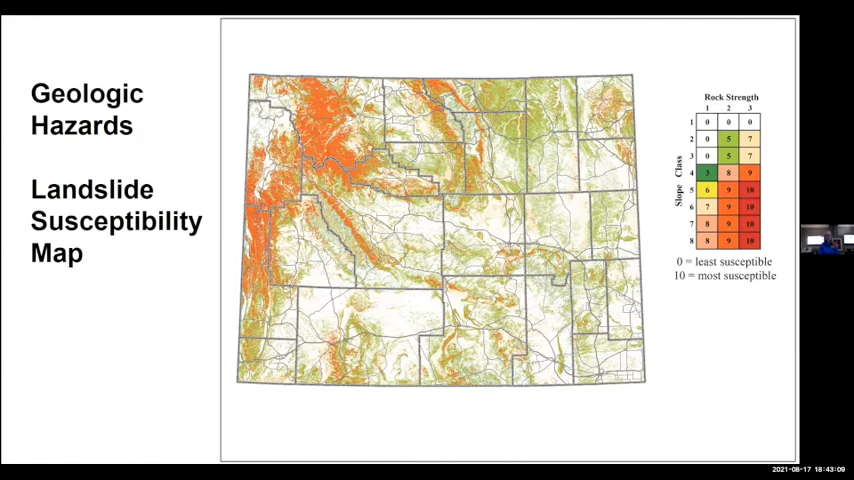 Geologic
Hazards
Landslide
Susceptibility
Map
Rock Strength
1 2 3
Slope Class
1 0 0 0
2 0 5 7
3 0 5 7
4 3 8 9
5 6 9 10
6 7 9 10
7 8 9 10
8 8 9 10
0 = least susceptible
10 = most susceptible
2021-08-17 18:43:09